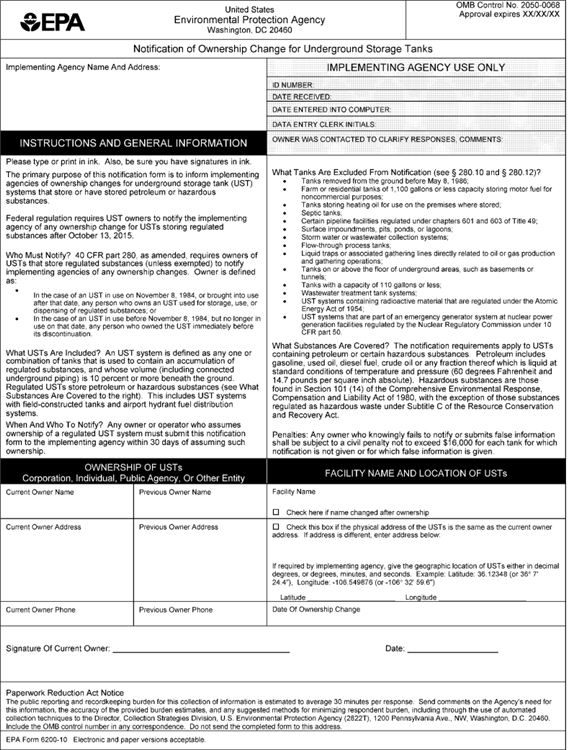 EPA
United States
Environmental Protection Agency
Washington, DC 20460
OMB Control No. 2050-0068
Approval expires XX/XX/XX
Notification of Ownership Change for Underground Storage Tanks
Implementing Agency Name And Address:
IMPLEMENTING AGENCY USE ONLY
ID NUMBER:
DATE RECEIVED:
DATE ENTERED INTO COMPUTER:
DATA ENTRY CLERK INITIALS:
OWNER WAS CONTACTED TO CLARIFY RESPONSES, COMMENTS:
INSTRUCTIONS AND GENERAL INFORMATION
Please type or print in ink. Also, be sure you have signatures in ink.
The primary purpose of this notification form is to inform implementing
agencies of ownership changes for underground storage tank (UST)
systems that store or have stored petroleum or hazardous
substances.
Federal regulation requires UST owners to notify the implementing
agency of any ownership change for USTs storing regulated
substances after October 13, 2015.
Who Must Notify? 40 CFR part 280, as amended, requires owners of
USTs that store regulated substances (unless exempted) to notify
implementing agencies of any ownership changes. Owner is defined
as:
•
In the case of an UST in use on November 8, 1984, or brought into use
after that date, any person who owns an UST used for storage, use, or
dispensing of regulated substances, or
• In the case of an UST in use before November 8, 1984, but no longer in
use on that date, any person who owned the UST immediately before
its discontinuation.
What USTs Are Included? An UST system is defined as any one or
combination of tanks that is used to contain an accumulation of
regulated substances, and whose volume (including connected
underground piping) is 10 percent or more beneath the ground.
Regulated USTs store petroleum or hazardous substances (see What
Substances Are Covered to the right). This includes UST systems
with field-constructed tanks and airport hydrant fuel distribution
systems.
When And Who To Notify? Any owner or operator who assumes
ownership of a regulated UST system must submit this notification
form to the implementing agency within 30 days of assuming such
ownership.
What Tanks Are Excluded From Notification (see § 280.10 and § 280.12)?
• Tanks removed from the ground before May 8, 1986;
• Farm or residential tanks of 1,100 gallons or less capacity storing motor fuel for
noncommercial purposes;
• Tanks storing heating oil for use on the premises where stored;
• Septic tanks;
• Certain pipeline facilities regulated under chapters 601 and 603 of Title 49;
• Surface impoundments, pits, ponds, or lagoons;
• Storm water or wastewater collection systems;
• Flow-through process tanks;
• Liquid traps or associated gathering lines directly related to oil or gas production
and gathering operations;
• Tanks on or above the floor of underground areas, such as basements or
tunnels;
• Tanks with a capacity of 110 gallons or less;
• Wastewater treatment tank systems;
• UST systems containing radioactive material that are regulated under the Atomic
Energy Act of 1954;
• UST systems that are part of an emergency generator system at nuclear power
generation facilities regulated by the Nuclear Regulatory Commission under 10
CFR part 50.
What Substances Are Covered? The notification requirements apply to USTs
containing petroleum or certain hazardous substances. Petroleum includes
gasoline, used oil, diesel fuel, crude oil or any fraction thereof which is liquid at
standard conditions of temperature and pressure (60 degrees Fahrenheit and
14.7 pounds per square inch absolute). Hazardous substances are those
found in Section 101 (14) of the Comprehensive Environmental Response,
Compensation and Liability Act of 1980, with the exception of those substances
regulated as hazardous waste under Subtitle C of the Resource Conservation
and Recovery Act.
Penalties: Any owner who knowingly fails to notify or submits false information
shall be subject to a civil penalty not to exceed $16,000 for each tank for which
notification is not given or for which false information is given.
OWNERSHIP OF USTs
Corporation, Individual, Public Agency, Or Other Entity
FACILITY NAME AND LOCATION OF USTs
Current Owner Name
Previous Owner Name
Facility Name
☐ Check here if name changed after ownership
Current Owner Address
Previous Owner Address
☐ Check this box if the physical address of the USTs is the same as the current owner
address. If address is different, enter address below:
If required by implementing agency, give the geographic location of USTs either in decimal
degrees, or degrees, minutes, and seconds. Example: Latitude: 36.12348 (or 36° 7'
24.4"), Longitude: -106.549876 (or -106° 32' 59.6")
Latitude Longitude
Current Owner Phone
Previous Owner Phone
Date Of Ownership Change
Signature Of Current Owner:
Date:
Paperwork Reduction Act Notice
The public reporting and recordkeeping burden for this collection of information is estimated to average 30 minutes per response. Send comments on the Agency's need for
this information, the accuracy of the provided burden estimates, and any suggested methods for minimizing respondent burden, including through the use of automated
collection techniques to the Director, Collection Strategies Division, U.S. Environmental Protection Agency (2822T), 1200 Pennsylvania Ave., NW, Washington, D.C. 20460.
Include the OMB control number in any correspondence. Do not send the completed form to this address.
EPA Form 6200-10 Electronic and paper versions acceptable.